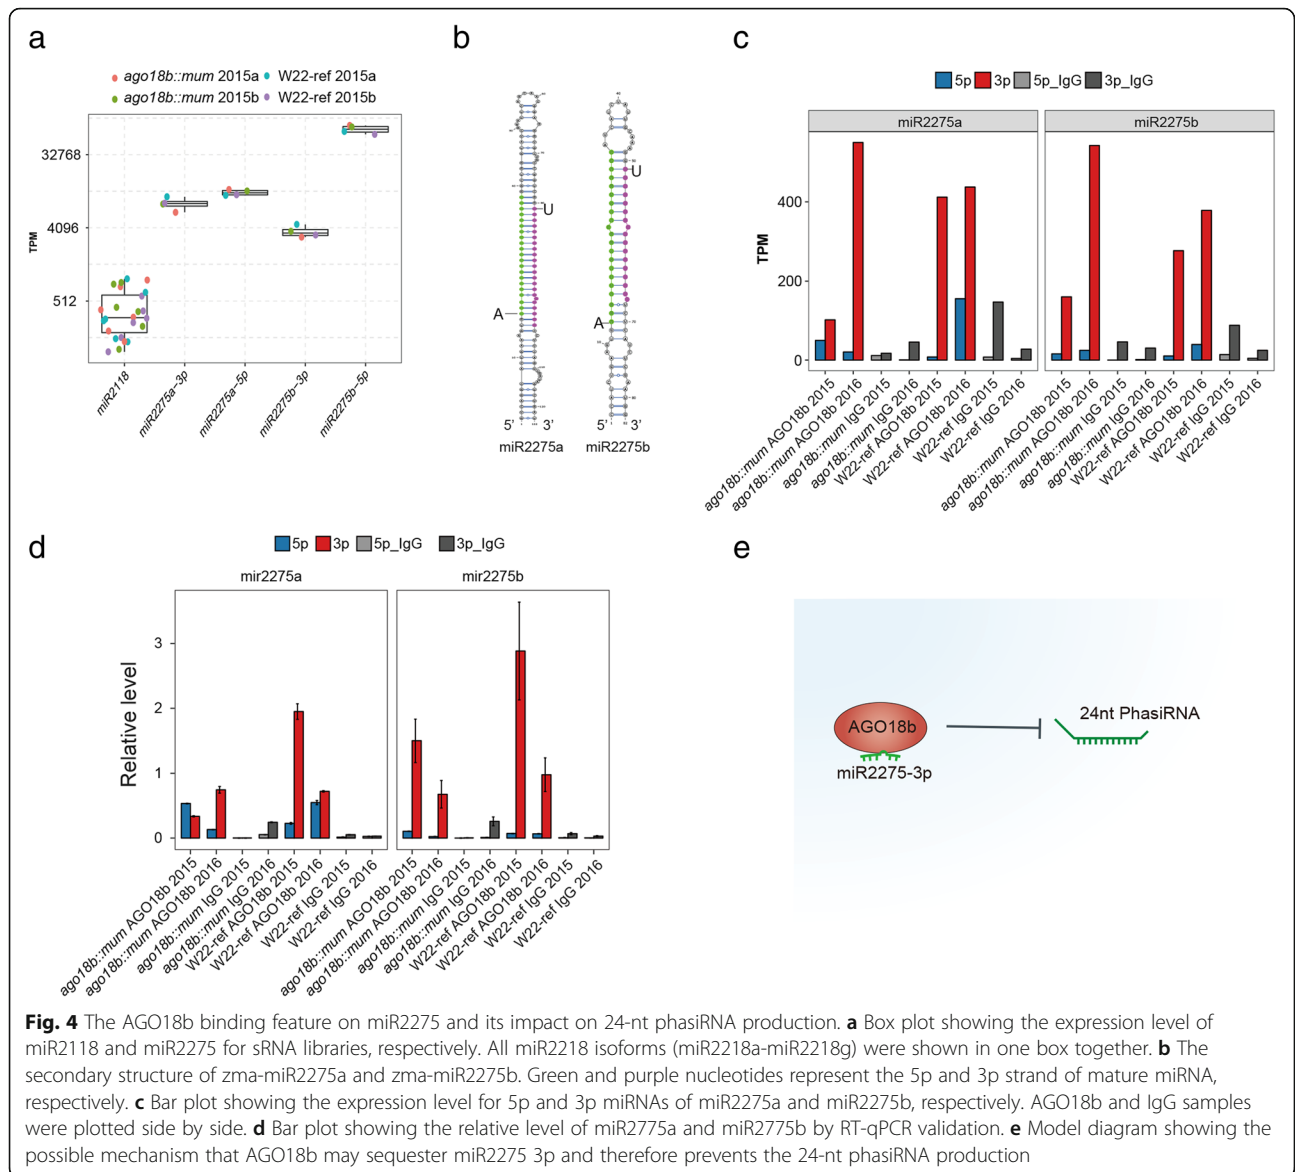 a
ago18b::mum 2015a W22-ref 2015a
ago18b::mum 2015b W22-ref 2015b
TPM
32768
4096
512
miR2118
miR2275a-3p
miR2275a-5p
miR2275b-3p
miR2275b-5p
b
U
A
5' 3'
miR2275a
U
A
5' 3'
miR2275b
c
5p 3p 5p_IgG 3p_IgG
miR2275a miR2275b
TPM
400
200
0
ago18b::mum AGO18b 2015
ago18b::mum AGO18b 2016
ago18b::mum IgG 2015
ago18b::mum IgG 2016
W22-ref AGO18b 2015
W22-ref AGO18b 2016
W22-ref IgG 2015
W22-ref IgG 2016
ago18b::mum AGO18b 2015
ago18b::mum AGO18b 2016
ago18b::mum IgG 2015
ago18b::mum IgG 2016
W22-ref AGO18b 2015
W22-ref AGO18b 2016
W22-ref IgG 2015
W22-ref IgG 2016
d
5p 3p 5p_IgG 3p_IgG
mir2275a mir2275b
Relative level
3
2
1
0
ago18b::mum AGO18b 2015
ago18b::mum AGO18b 2016
ago18b::mum IgG 2015
ago18b::mum IgG 2016
W22-ref AGO18b 2015
W22-ref AGO18b 2016
W22-ref IgG 2015
W22-ref IgG 2016
ago18b::mum AGO18b 2015
ago18b::mum AGO18b 2016
ago18b::mum IgG 2015
ago18b::mum IgG 2016
W22-ref AGO18b 2015
W22-ref AGO18b 2016
W22-ref IgG 2015
W22-ref IgG 2016
e
AGO18b
miR2275-3p
24nt PhasiRNA
Fig. 4 The AGO18b binding feature on miR2275 and its impact on 24-nt phasiRNA production. a Box plot showing the expression level of
miR2118 and miR2275 for sRNA libraries, respectively. All miR2218 isoforms (miR2218a-miR2218g) were shown in one box together. b The
secondary structure of zma-miR2275a and zma-miR2275b. Green and purple nucleotides represent the 5p and 3p strand of mature miRNA,
respectively. c Bar plot showing the expression level for 5p and 3p miRNAs of miR2275a and miR2275b, respectively. AGO18b and IgG samples
were plotted side by side. d Bar plot showing the relative level of miR2775a and miR2775b by RT-qPCR validation. e Model diagram showing the
possible mechanism that AGO18b may sequester miR2275 3p and therefore prevents the 24-nt phasiRNA production